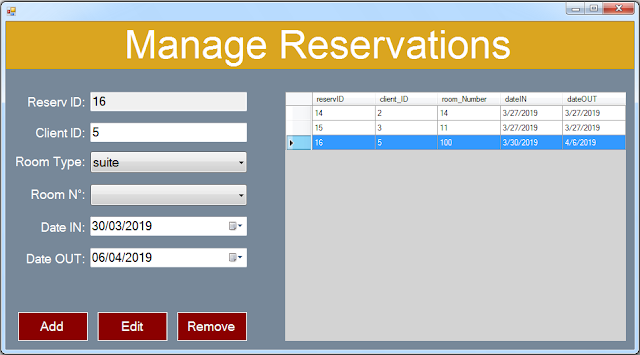 Manage Reservations
Reserv ID: 16
Client ID: 5
Room Type: suite
Room N°:
Date IN: 30/03/2019
Date OUT: 06/04/2019
Add Edit Remove
reservID client_ID room_Number dateIN dateOUT
14 2 14 3/27/2019 3/27/2019
15 3 11 3/27/2019 3/27/2019
16 5 100 3/30/2019 4/6/2019